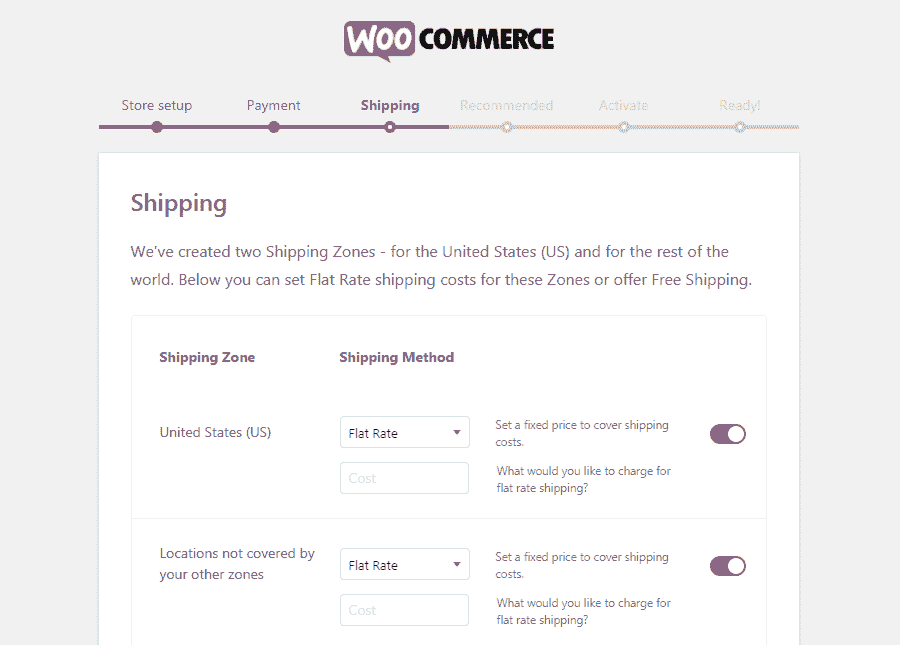 WOO COMMERCE
Store setup Payment Shipping Recommended Activate Ready!
Shipping
We've created two Shipping Zones - for the United States (US) and for the rest of the
world. Below you can set Flat Rate shipping costs for these Zones or offer Free Shipping.
Shipping Zone Shipping Method
United States (US) Flat Rate Set a fixed price to cover shipping
costs.
Cost What would you like to charge for
flat rate shipping?
Locations not covered by
your other zones
Flat Rate Set a fixed price to cover shipping
costs.
Cost What would you like to charge for
flat rate shipping?